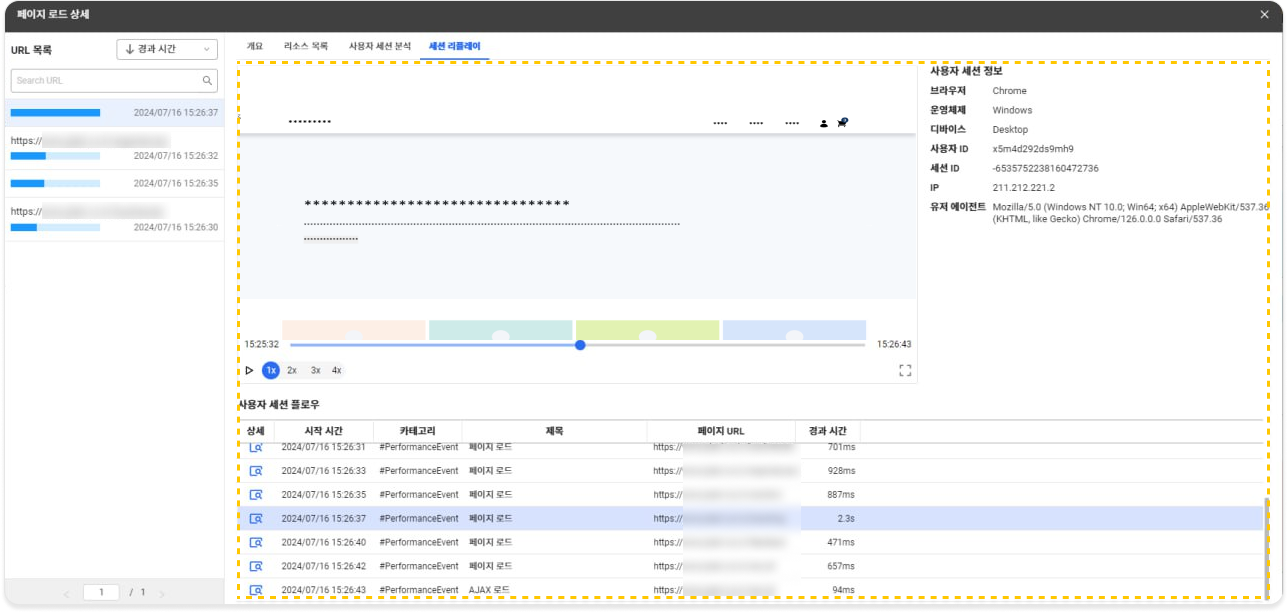 페이지 로드 상세
URL 목록
경과 시간
Search URL
2024/07/16 15:26:37
https://
2024/07/16 15:26:32
2024/07/16 15:26:35
https://
2024/07/16 15:26:30
1 / 1
개요 리소스 목록 사용자 세션 분석 세션 리플레이
•••••••••
•••• •••• ••••
*******************************
15:25:32 15:26:43
1x 2x 3x 4x
사용자 세션 정보
브라우저 Chrome
운영체제 Windows
디바이스 Desktop
사용자 ID x5m4d292ds9mh9
세션 ID -6535752238160472736
IP 211.212.221.2
유저 에이전트 Mozilla/5.0 (Windows NT 10.0; Win64; x64) AppleWebKit/537.36
(KHTML, like Gecko) Chrome/126.0.0.0 Safari/537.36
사용자 세션 플로우
상세 시작 시간 카테고리 제목 페이지 URL 경과 시간
2024/07/16 15:26:31 #PerformanceEvent 페이지 로드 https:// 701ms
2024/07/16 15:26:33 #PerformanceEvent 페이지 로드 https:// 928ms
2024/07/16 15:26:35 #PerformanceEvent 페이지 로드 https:// 887ms
2024/07/16 15:26:37 #PerformanceEvent 페이지 로드 https:// 2.3s
2024/07/16 15:26:40 #PerformanceEvent 페이지 로드 https:// 471ms
2024/07/16 15:26:42 #PerformanceEvent 페이지 로드 https:// 657ms
2024/07/16 15:26:43 #PerformanceEvent AJAX 로드 https:// 94ms